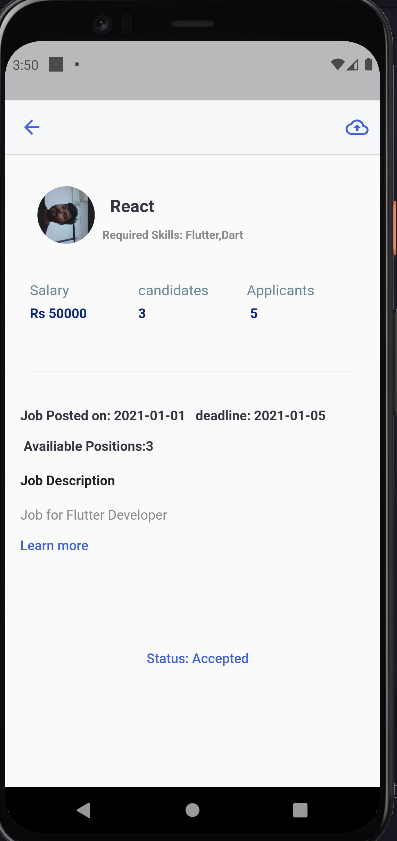 3:50
React
Required Skills: Flutter,Dart
Salary candidates Applicants
Rs 50000 3 5
Job Posted on: 2021-01-01 deadline: 2021-01-05
Availiable Positions:3
Job Description
Job for Flutter Developer
Learn more
Status: Accepted